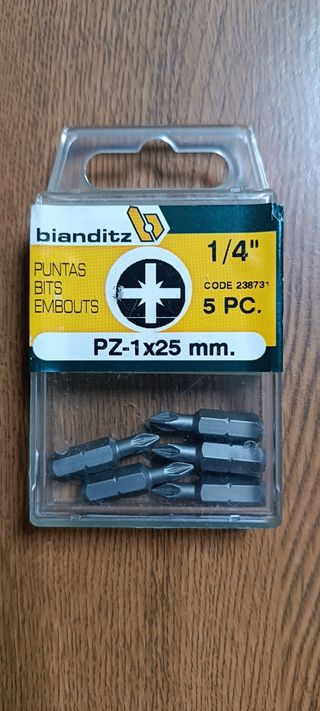 bianditz
1/4"
PUNTAS
BITS
EMBOUTS
CODE 238731
5 PC.
PZ-1x25 mm.